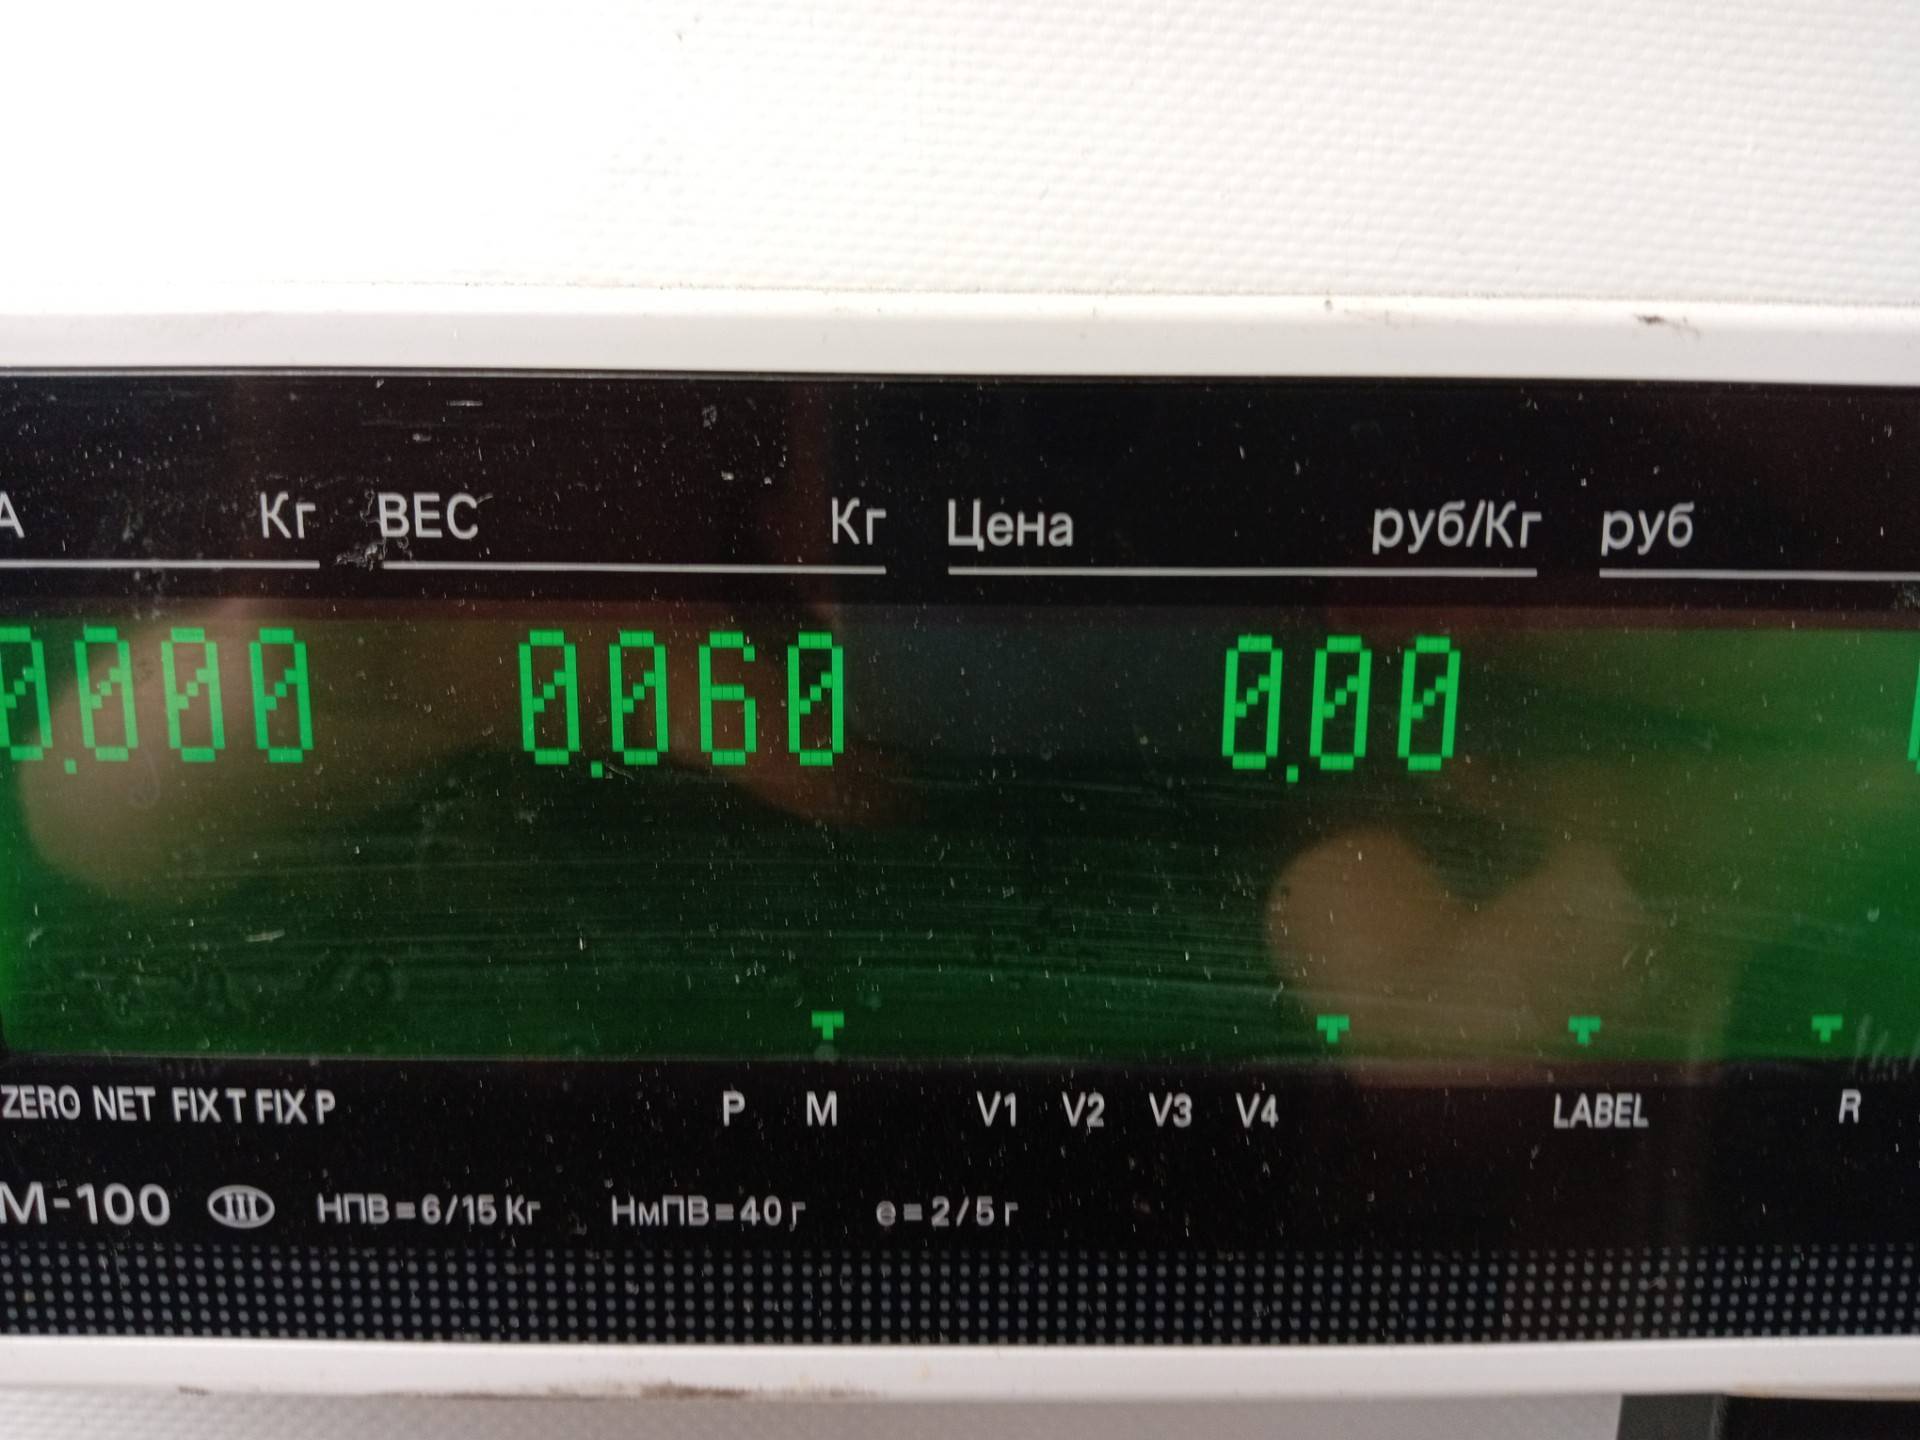 А Кг ВЕС Кг Цена руб/Кг руб
0.000 0.060 0.00
ZERO NET FIX T FIX P P M V1 V2 V3 V4 LABEL R
М-100 III НПВ=6/15 Кг НмПВ=40 г e=2/5 г